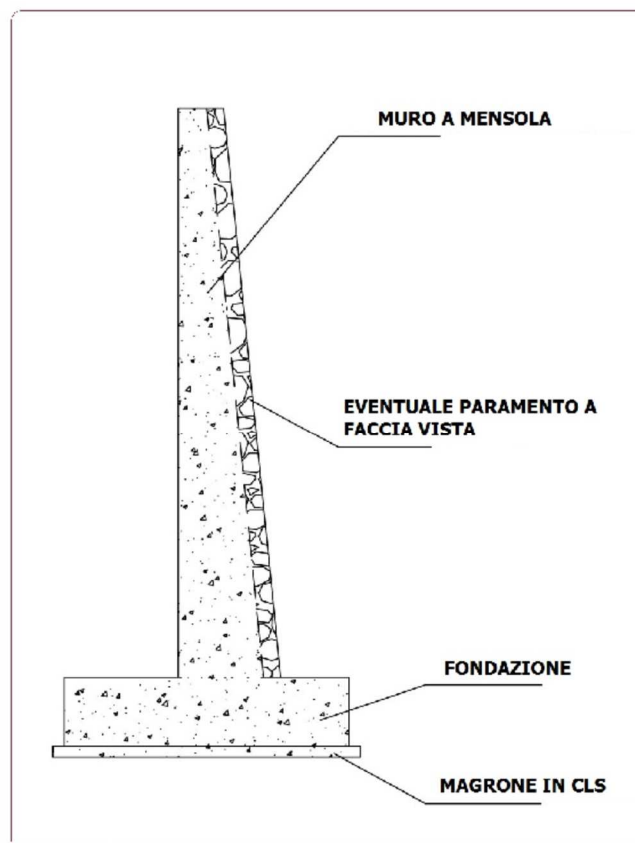 MURO A MENSOLA
EVENTUALE PARAMENTO A
FACCIA VISTA
FONDAZIONE
MAGRONE IN CLS